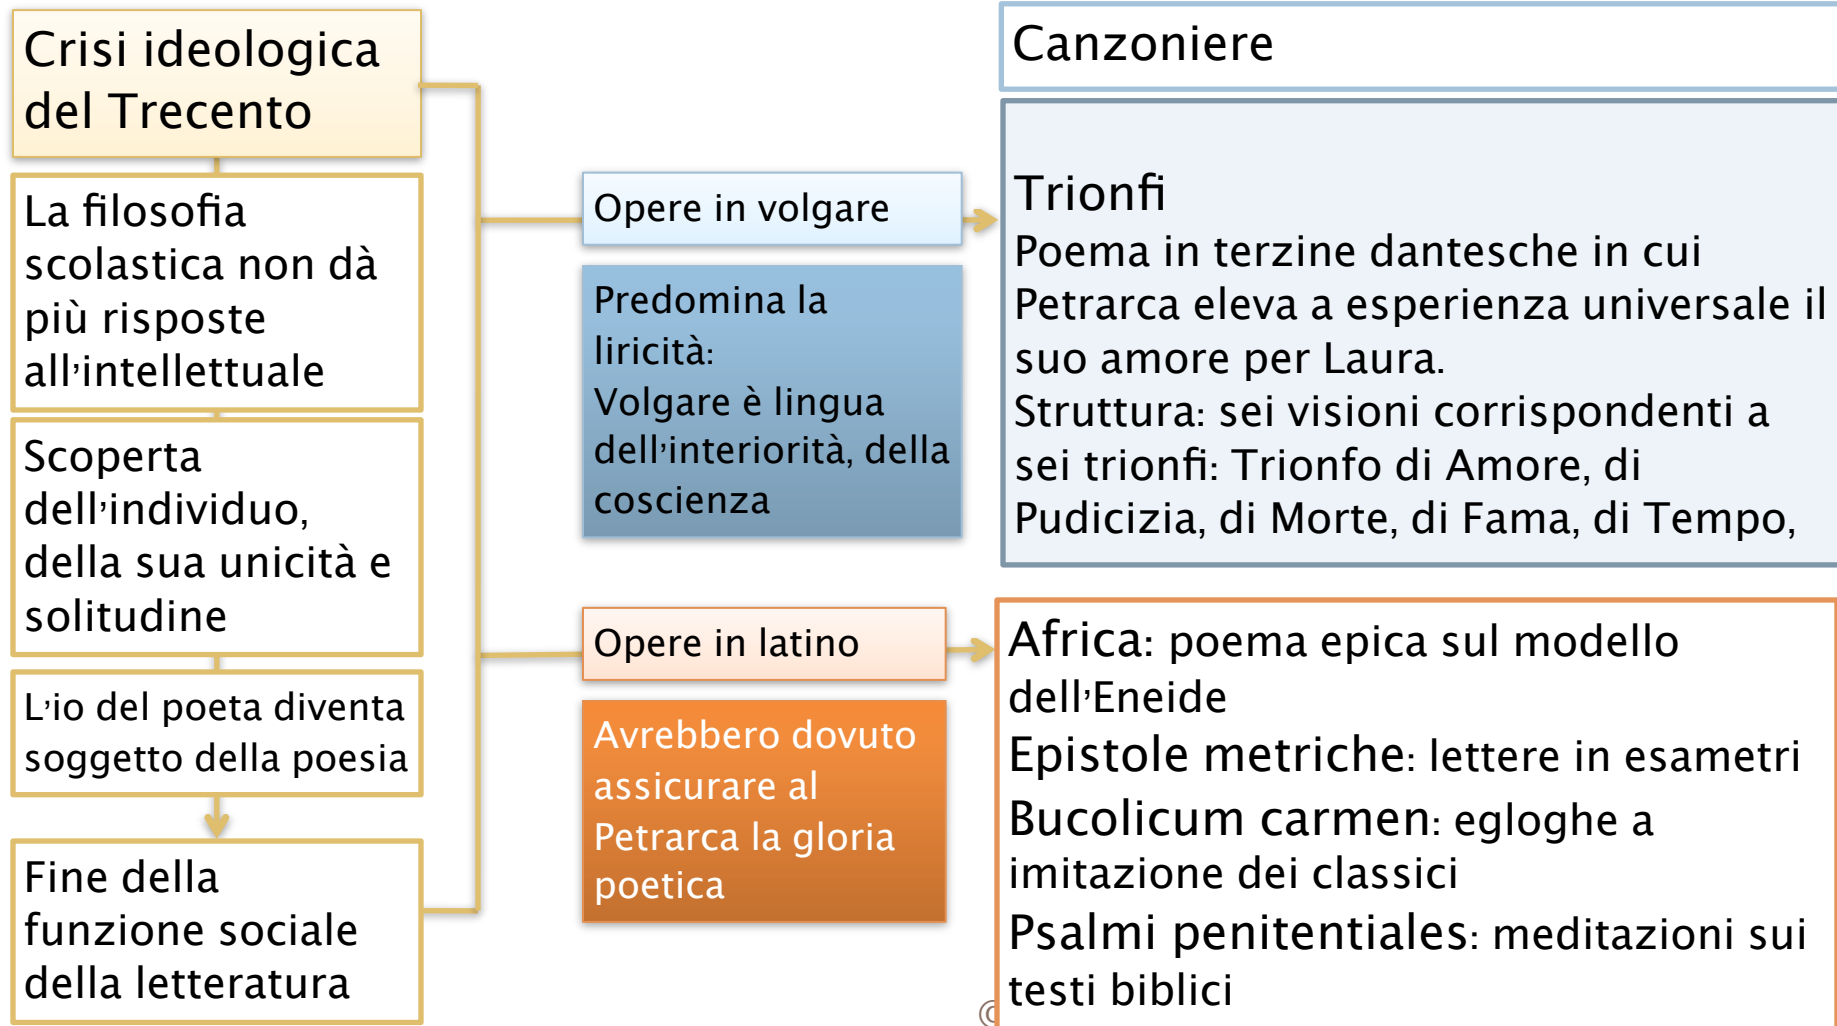 Crisi ideologica
del Trecento
La filosofia
scolastica non dà
più risposte
all'intellettuale
Scoperta
dell'individuo,
della sua unicità e
solitudine
L'io del poeta diventa
soggetto della poesia
Fine della
funzione sociale
della letteratura
Opere in volgare
Predomina la
liricità:
Volgare è lingua
dell'interiorità, della
coscienza
Opere in latino
Avrebbero dovuto
assicurare al
Petrarca la gloria
poetica
Canzoniere
Trionfi
Poema in terzine dantesche in cui
Petrarca eleva a esperienza universale il
suo amore per Laura.
Struttura: sei visioni corrispondenti a
sei trionfi: Trionfo di Amore, di
Pudicizia, di Morte, di Fama, di Tempo,
Africa: poema epica sul modello
dell'Eneide
Epistole metriche: lettere in esametri
Bucolicum carmen: egloghe a
imitazione dei classici
Psalmi penitentiales: meditazioni sui
testi biblici
©